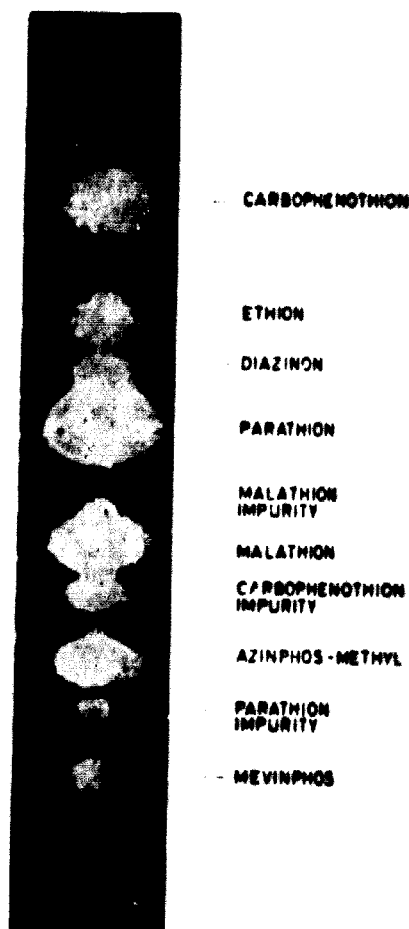 CARBOPHENOTHION
ETHION
DIAZINON
PARATHION
MALATHION
IMPURITY
MALATHION
CARBOPHENOTHION
IMPURITY
AZINPHOS-METHYL
PARATHION
IMPURITY
MEVINPHOS